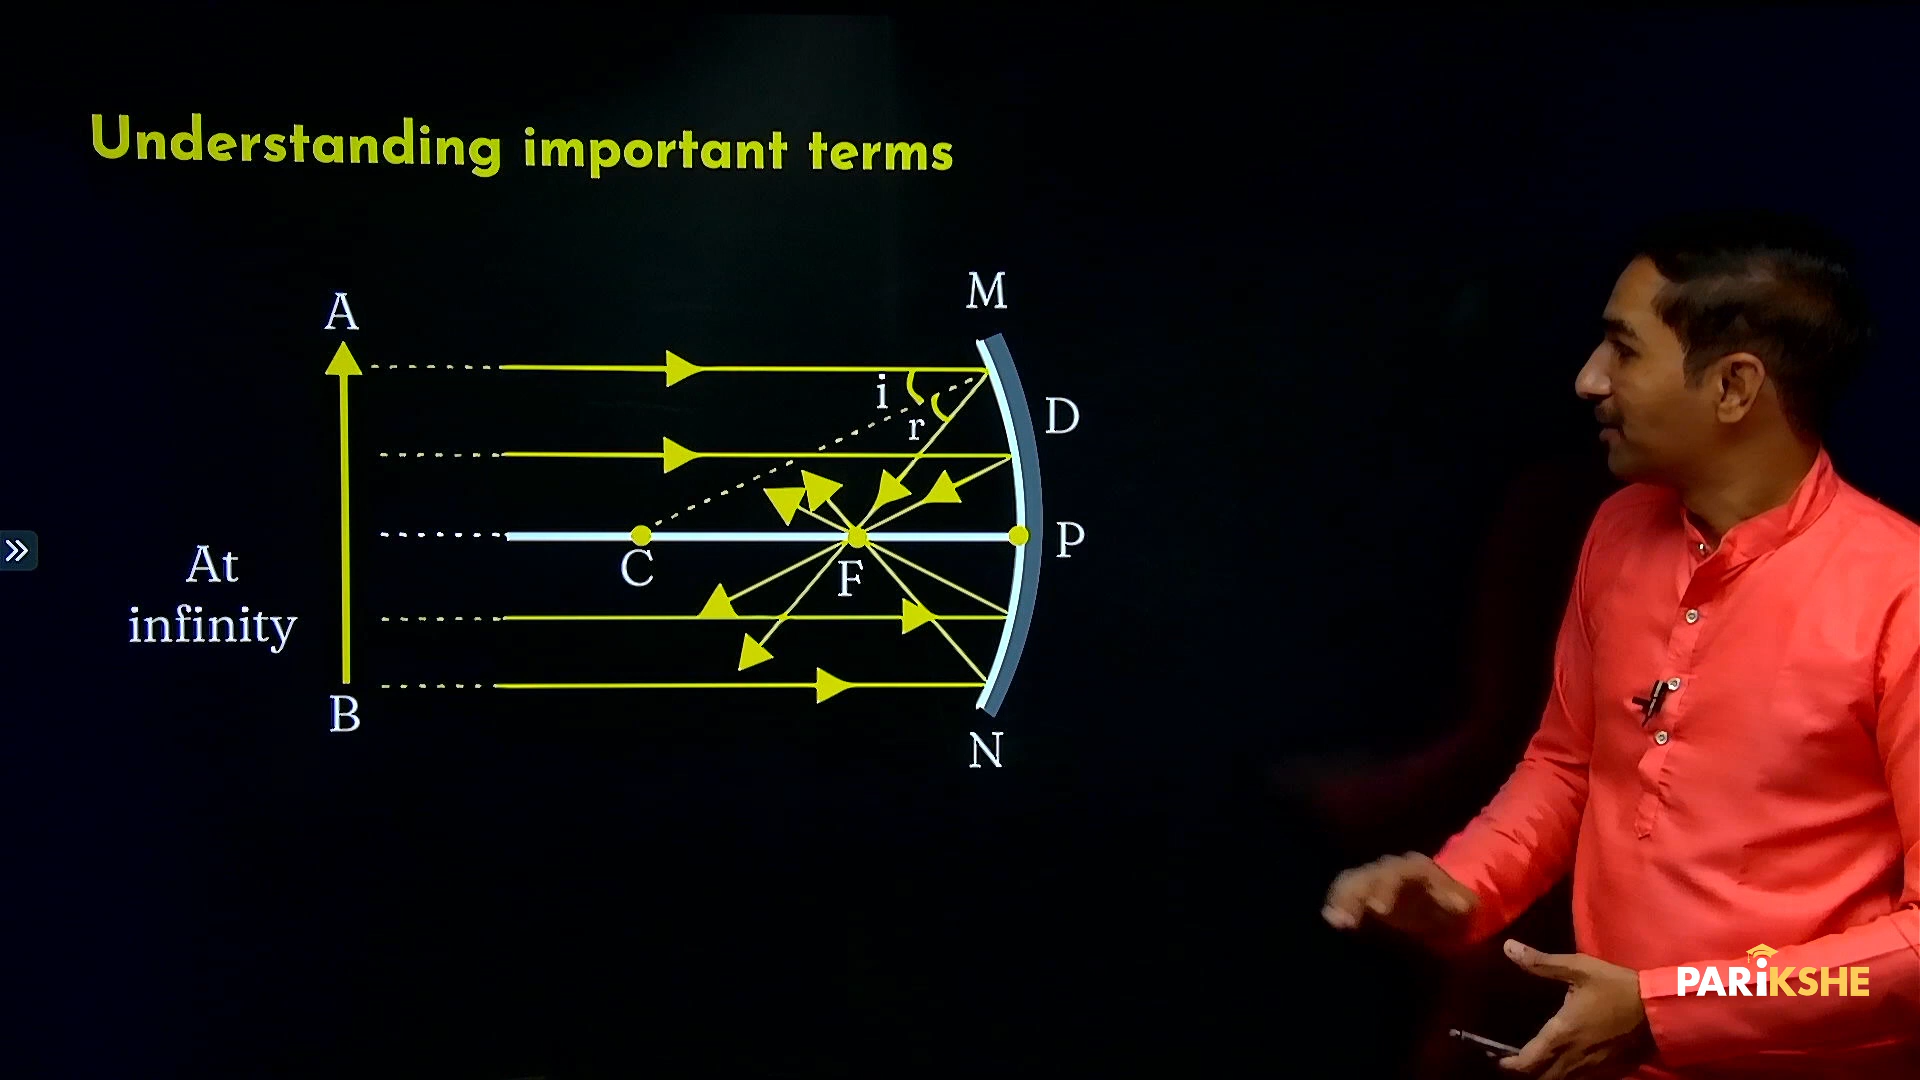 Understanding important terms
M
A
i
D
r
P
C
F
At
infinity
B
N
PARiKSHE